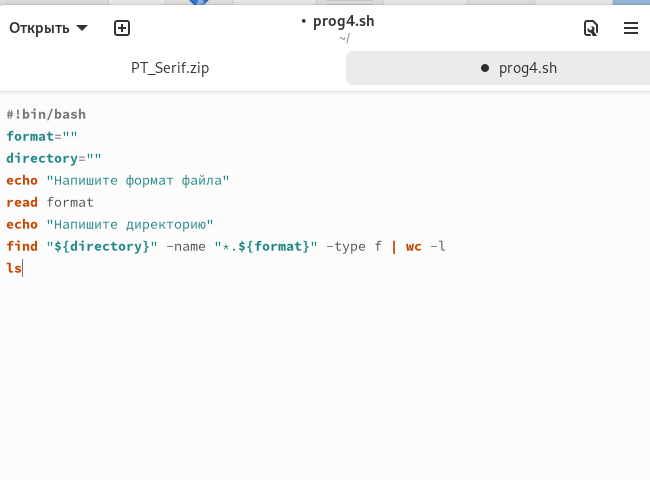 Открыть
• prog4.sh
~/
PT_Serif.zip
• prog4.sh
#!bin/bash
format=""
directory=""
echo "Напишите формат файла"
read format
echo "Напишите директорию"
find "${directory}" -name "*.${format}" -type f | wc -l
ls